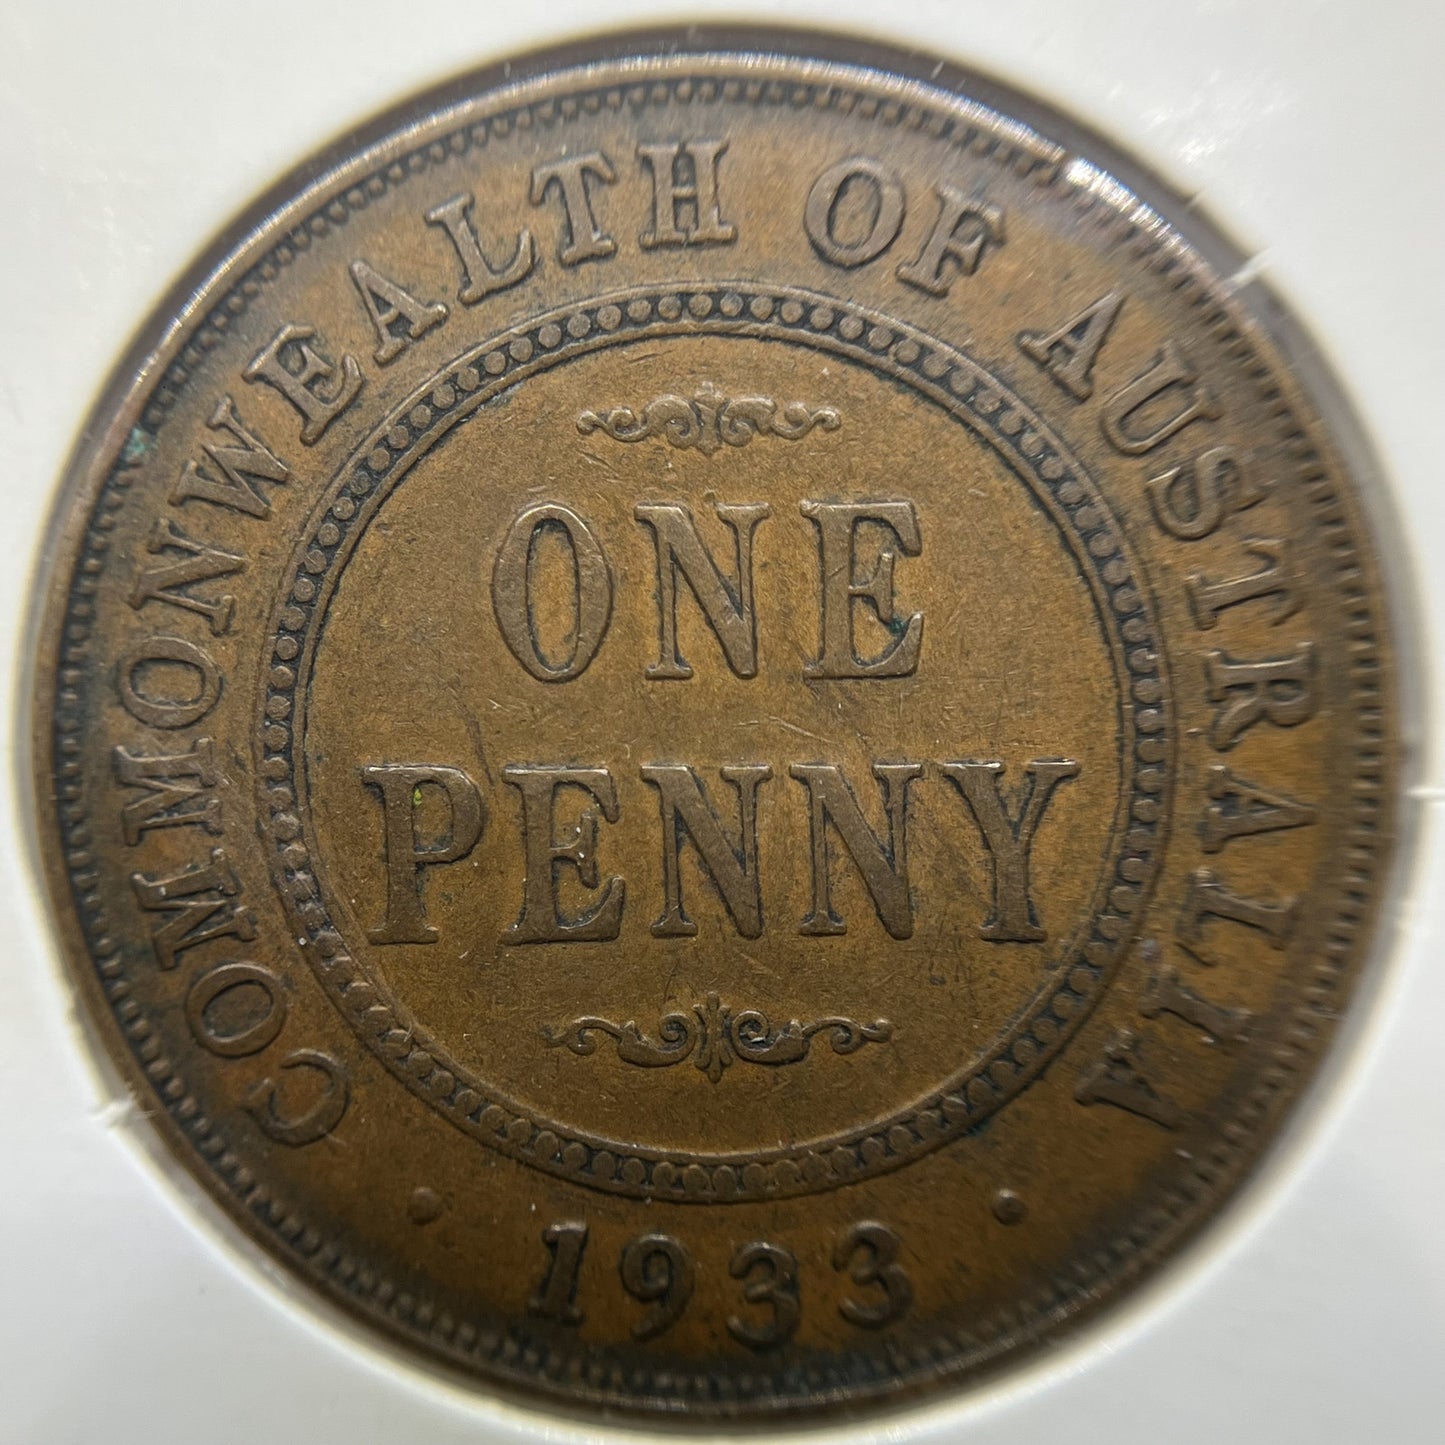 COMMONWEALTH OF AUSTRALIA
ONE
PENNY
· 1933 ·